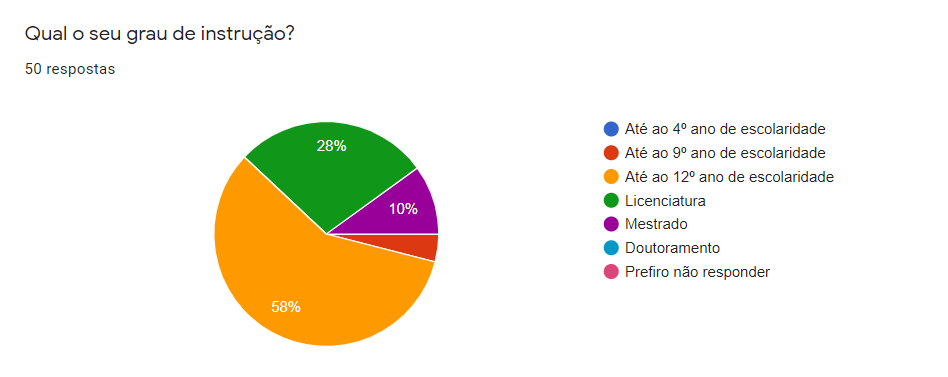 Qual o seu grau de instrução?
50 respostas
28%
10%
58%
Até ao 4º ano de escolaridade
Até ao 9º ano de escolaridade
Até ao 12º ano de escolaridade
Licenciatura
Mestrado
Doutoramento
Prefiro não responder